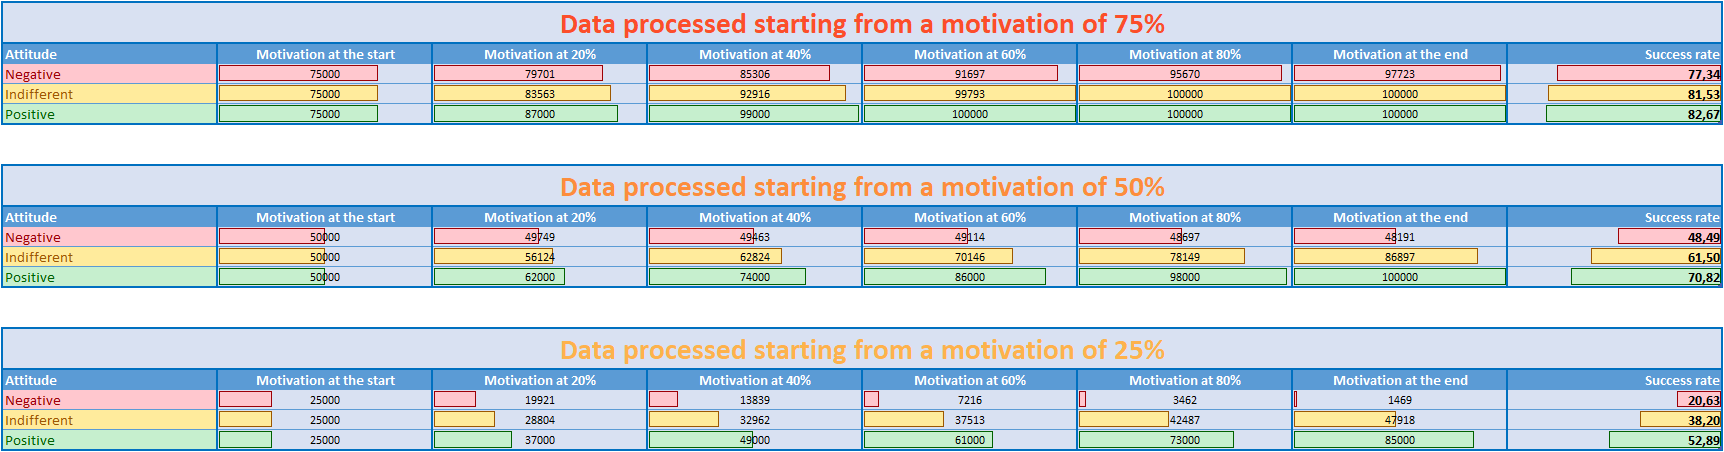 Data processed starting from a motivation of 75%
Attitude Motivation at the start Motivation at 20% Motivation at 40% Motivation at 60% Motivation at 80% Motivation at the end Success rate
Negative 75000 79701 85306 91697 95670 97723 77,34
Indifferent 75000 83563 92916 99793 100000 100000 81,53
Positive 75000 87000 99000 100000 100000 100000 82,67
Data processed starting from a motivation of 50%
Attitude Motivation at the start Motivation at 20% Motivation at 40% Motivation at 60% Motivation at 80% Motivation at the end Success rate
Negative 50000 49749 49463 49114 48697 48191 48,49
Indifferent 50000 56124 62824 70146 78149 86897 61,50
Positive 50000 62000 74000 86000 98000 100000 70,82
Data processed starting from a motivation of 25%
Attitude Motivation at the start Motivation at 20% Motivation at 40% Motivation at 60% Motivation at 80% Motivation at the end Success rate
Negative 25000 19921 13839 7216 3462 1469 20,63
Indifferent 25000 28804 32962 37513 42487 47918 38,20
Positive 25000 37000 49000 61000 73000 85000 52,89